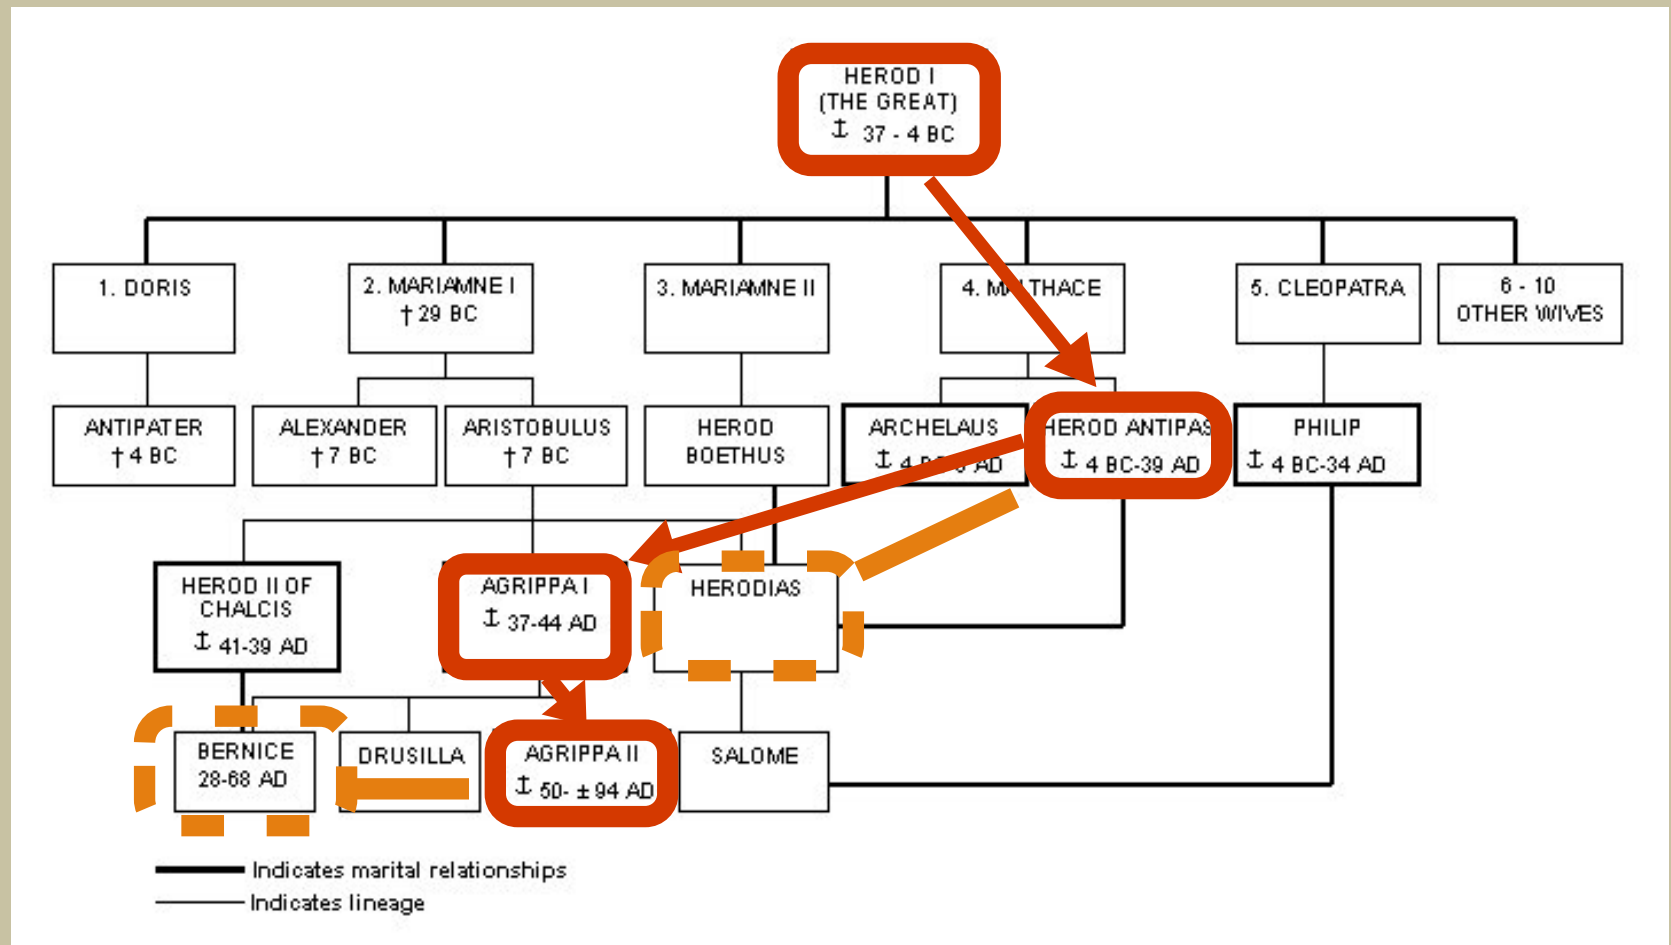 HEROD I
(THE GREAT)
⚓ 37 - 4 BC
1. DORIS
2. MARIAMNE I
† 29 BC
3. MARIAMNE II
4. MALTHACE
5. CLEOPATRA
6 - 10
OTHER WIVES
ANTIPATER
† 4 BC
ALEXANDER
† 7 BC
ARISTOBULUS
† 7 BC
HEROD
BOETHUS
ARCHELAUS
4 AD
HEROD ANTIPAS
4 BC-39 AD
PHILIP
4 BC-34 AD
HEROD II OF
CHALCIS
41-39 AD
AGRIPPA I
37-44 AD
HERODIAS
BERNICE
28-68 AD
DRUSILLA
AGRIPPA II
50- ± 94 AD
SALOME
Indicates marital relationships
Indicates lineage